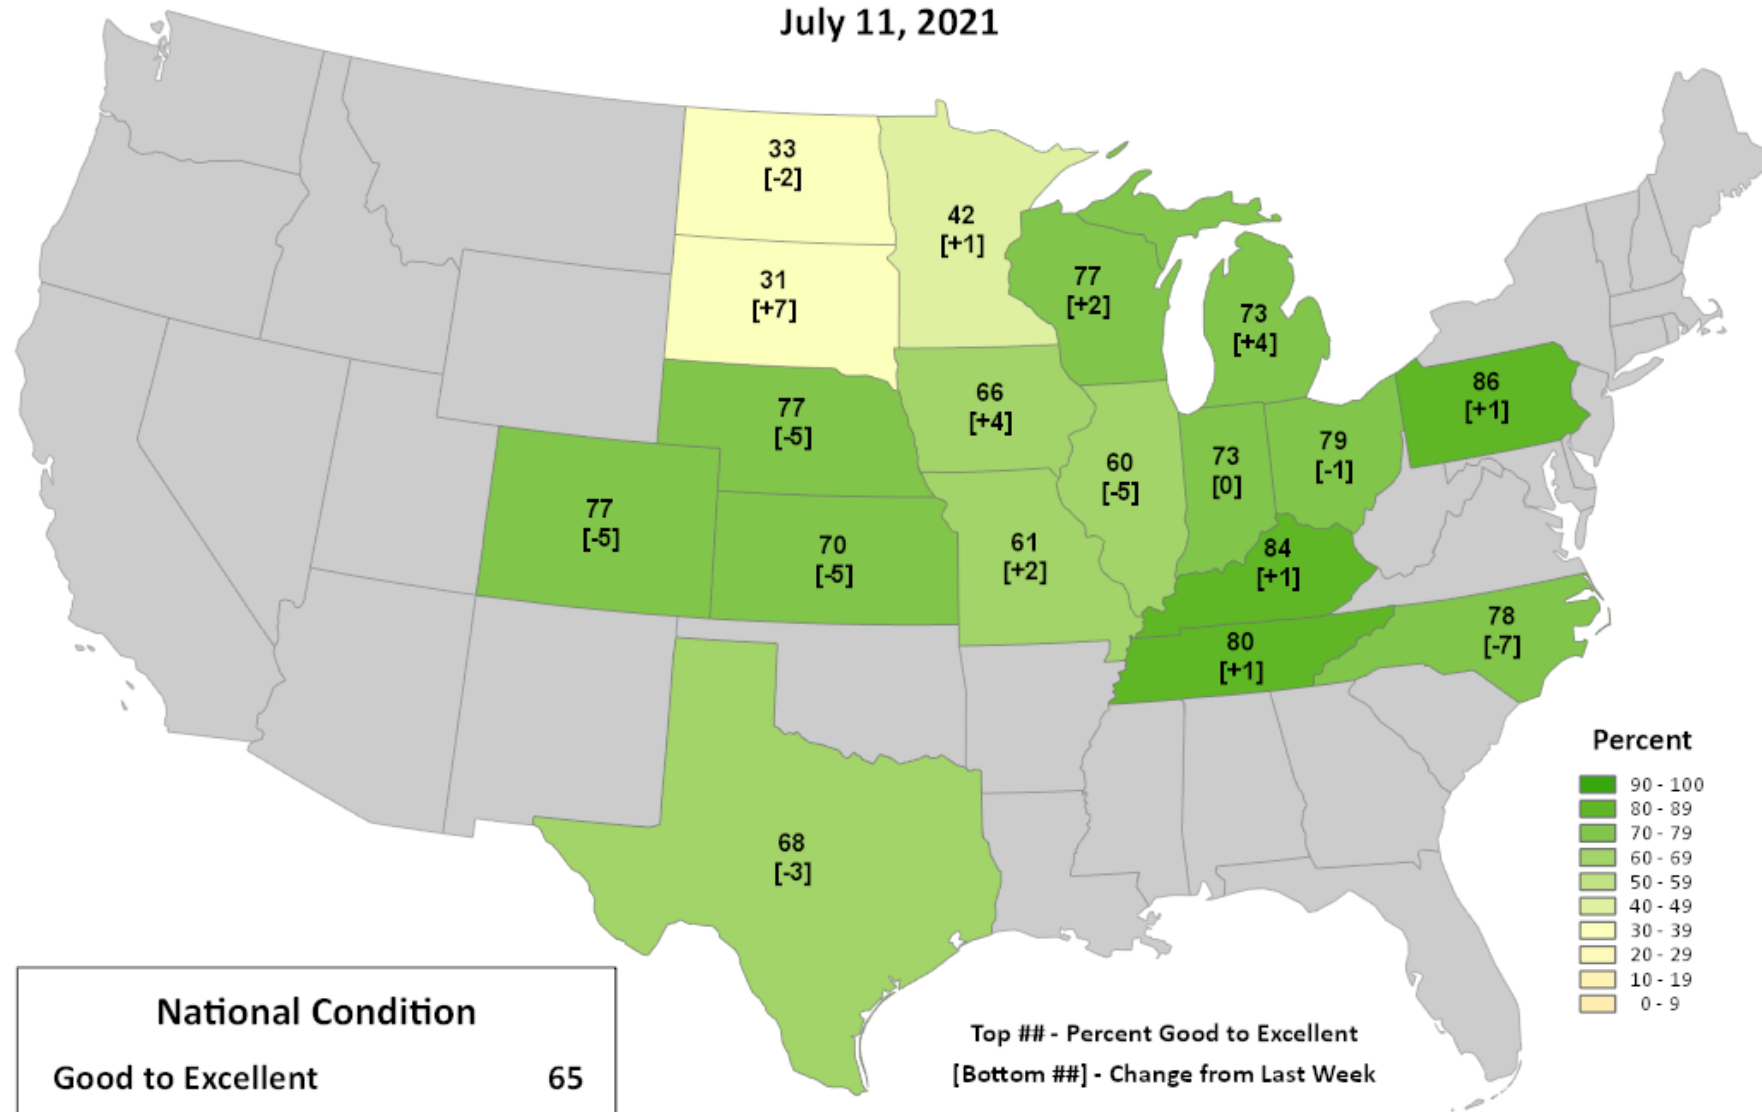 July 11, 2021
33
[-2]
42
[+1]
31
[+7]
77
[+2]
73
[+4]
77
[-5]
66
[+4]
86
[+1]
60
[-5]
73
[0]
79
[-1]
77
[-5]
70
[-5]
61
[+2]
84
[+1]
80
[+1]
78
[-7]
68
[-3]
Percent
90 - 100
80 - 89
70 - 79
60 - 69
50 - 59
40 - 49
30 - 39
20 - 29
10 - 19
0 - 9
National Condition
Good to Excellent 65
Top ## - Percent Good to Excellent
[Bottom ##] - Change from Last Week